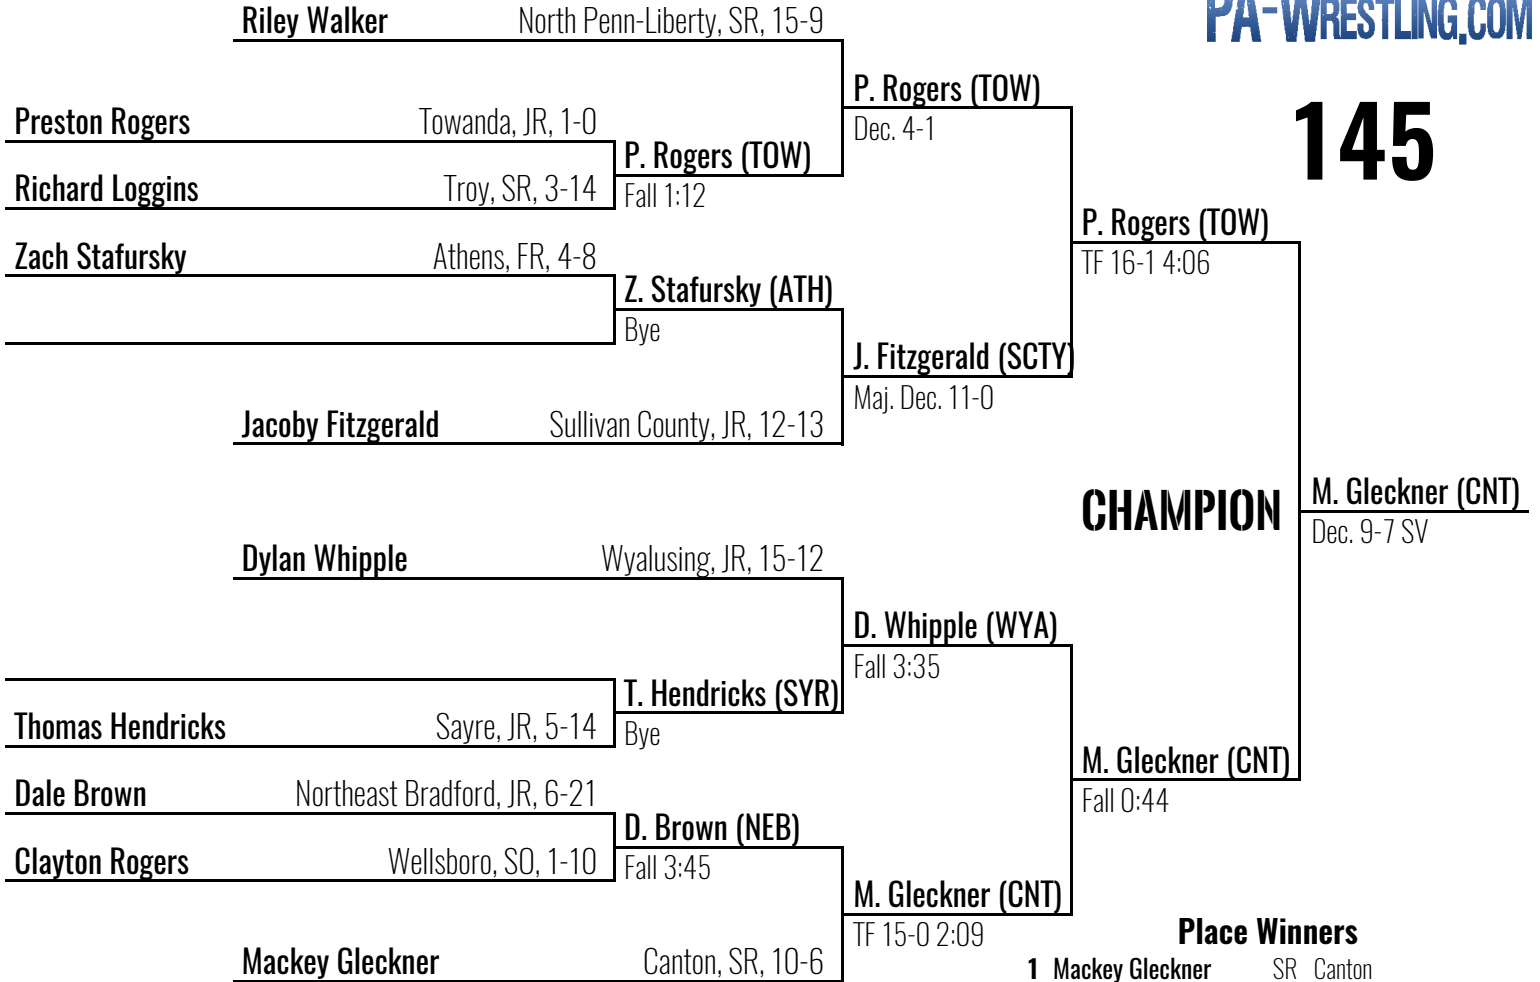 Riley Walker North Penn-Liberty, SR, 15-9
PA-WRESTLING.COM
145
P. Rogers (TOW)
Dec. 4-1
Preston Rogers Towanda, JR, 1-0
P. Rogers (TOW)
Fall 1:12
Richard Loggins Troy, SR, 3-14
P. Rogers (TOW)
TF 16-1 4:06
Zach Stafursky Athens, FR, 4-8
Z. Stafursky (ATH)
Bye
J. Fitzgerald (SCTY)
Maj. Dec. 11-0
Jacoby Fitzgerald Sullivan County, JR, 12-13
CHAMPION
M. Gleckner (CNT)
Dec. 9-7 SV
Dylan Whipple Wyalusing, JR, 15-12
D. Whipple (WYA)
Fall 3:35
T. Hendricks (SYR)
Bye
Thomas Hendricks Sayre, JR, 5-14
M. Gleckner (CNT)
Fall 0:44
Dale Brown Northeast Bradford, JR, 6-21
D. Brown (NEB)
Fall 3:45
Clayton Rogers Wellsboro, SO, 1-10
M. Gleckner (CNT)
TF 15-0 2:09
Mackey Gleckner Canton, SR, 10-6
Place Winners
1 Mackey Gleckner SR Canton